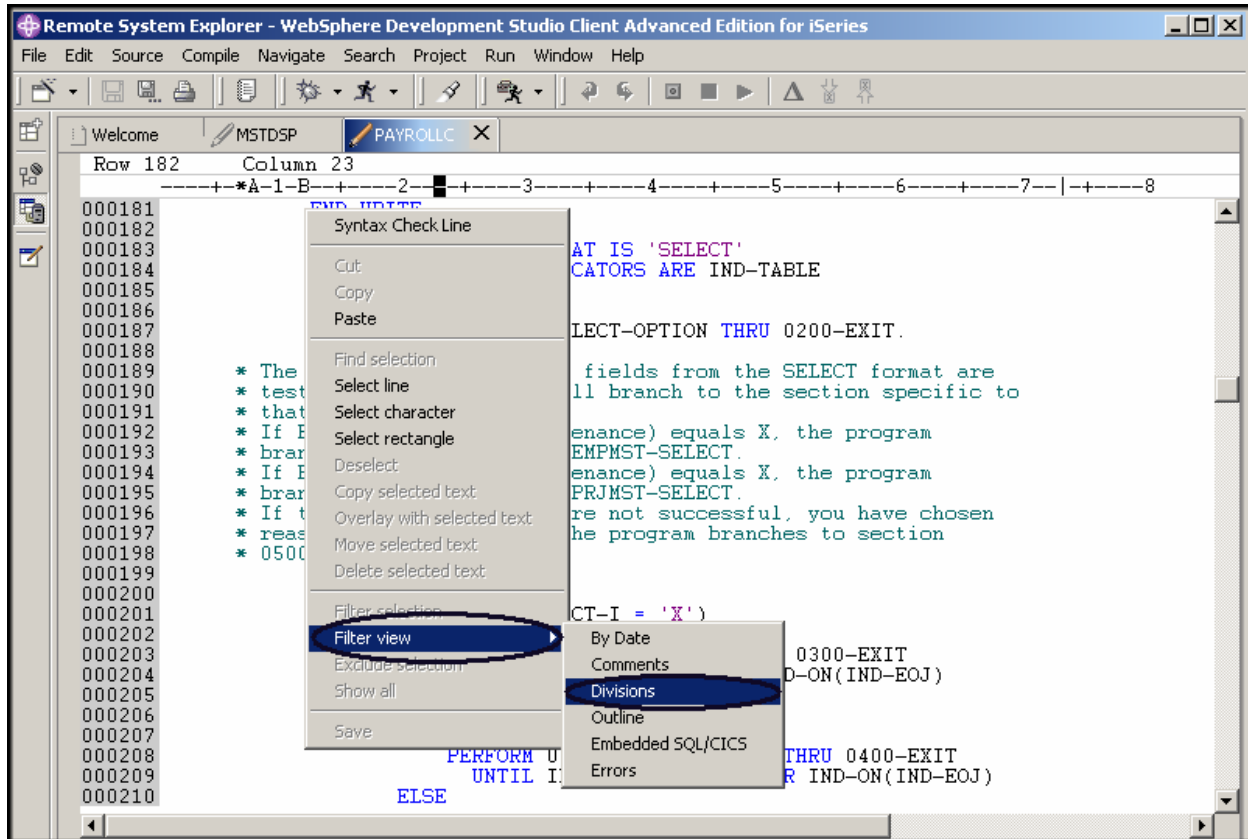 Remote System Explorer - WebSphere Development Studio Client Advanced Edition for iSeries
File Edit Source Compile Navigate Search Project Run Window Help
Welcome MSTDSP PAYROLLC
Row 182 Column 23
----+-*A-1-B--+----2--█-+----3----+----4----+----5----+----6----+----7--|-+----8
000181 END-WRITE
000182
000183 AT IS 'SELECT'
000184 CATORS ARE IND-TABLE
000185
000186
000187 LECT-OPTION THRU 0200-EXIT.
000188
000189 * The fields from the SELECT format are
000190 * test ll branch to the section specific to
000191 * that
000192 * If enance) equals X, the program
000193 * bran EMPMST-SELECT.
000194 * If enance) equals X, the program
000195 * bran PRJMST-SELECT.
000196 * If t re not successful, you have chosen
000197 * reas he program branches to section
000198 * 0500
000199
000200
000201 CT-I = 'X')
000202
000203 0300-EXIT
000204 D-ON(IND-EOJ)
000205
000206
000207
000208 PERFORM THRU 0400-EXIT
000209 UNTIL R IND-ON(IND-EOJ)
000210 ELSE
Syntax Check Line
Cut
Copy
Paste
Find selection
Select line
Select character
Select rectangle
Deselect
Copy selected text
Overlay with selected text
Move selected text
Delete selected text
Filter selection
Filter view
Exclude selection
Show all
Save
By Date
Comments
Divisions
Outline
Embedded SQL/CICS
Errors